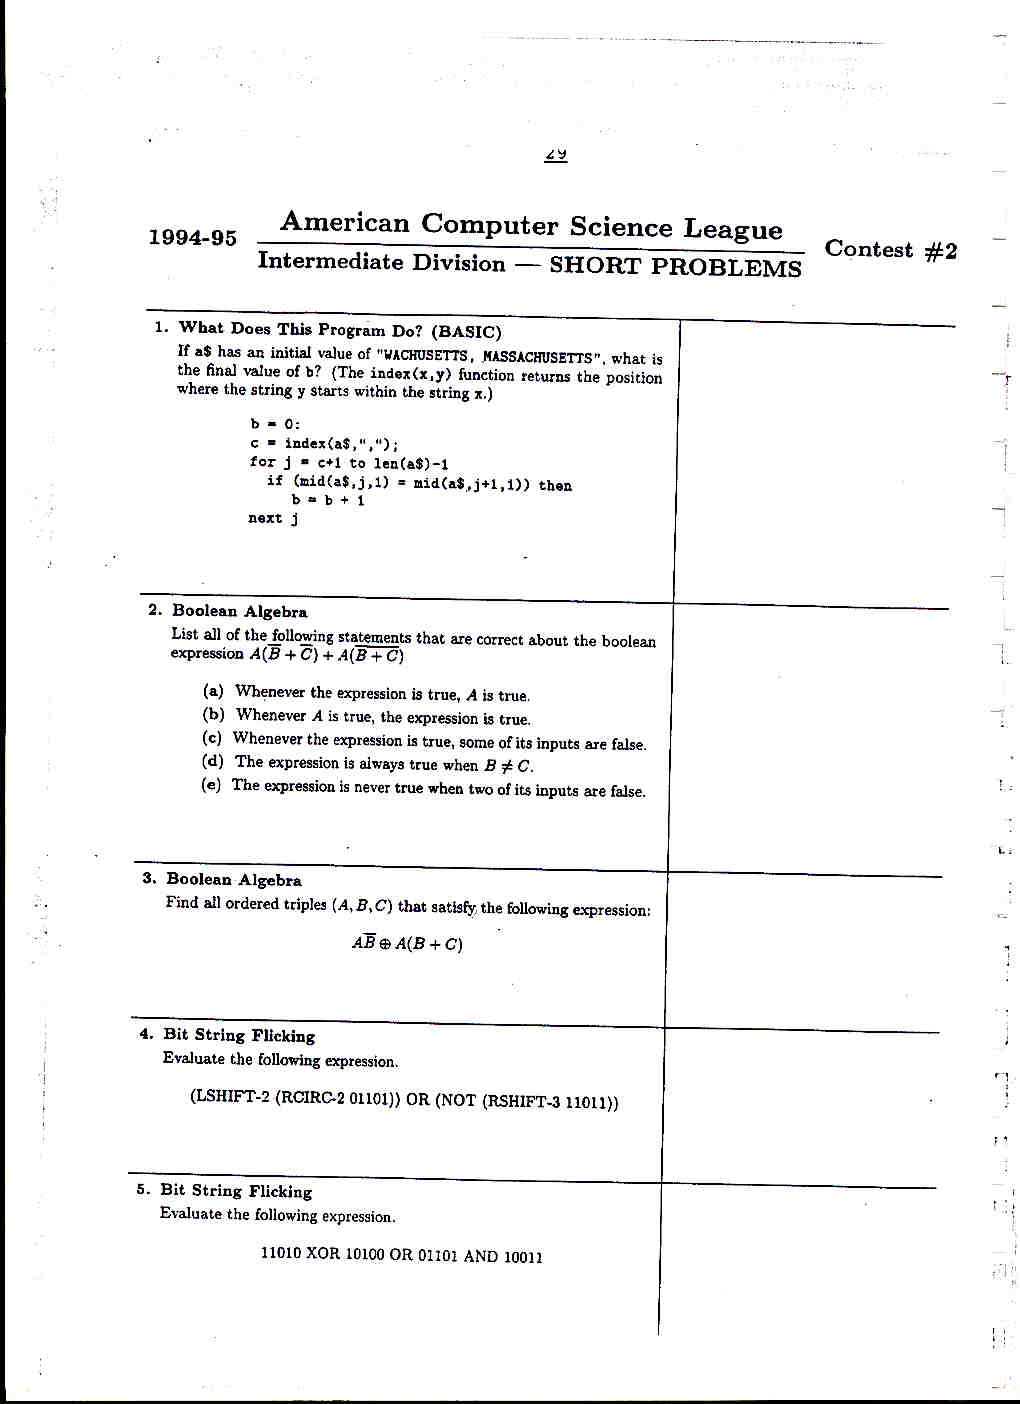 29
1994-95 American Computer Science League Contest #2
Intermediate Division — SHORT PROBLEMS
1. What Does This Program Do? (BASIC)
If a$ has an initial value of "WACHUSETTS, MASSACHUSETTS", what is
the final value of b? (The index(x,y) function returns the position
where the string y starts within the string x.)
b = 0:
c = index(a$,",");
for j = c+1 to len(a$)-1
if (mid(a$,j,1) = mid(a$,j+1,1)) then
b = b + 1
next j
2. Boolean Algebra
List all of the following statements that are correct about the boolean
expression A(B̅ + C̅) + A(B̅ ̅+̅ ̅C̅)
(a) Whenever the expression is true, A is true.
(b) Whenever A is true, the expression is true.
(c) Whenever the expression is true, some of its inputs are false.
(d) The expression is always true when B ≠ C.
(e) The expression is never true when two of its inputs are false.
3. Boolean Algebra
Find all ordered triples (A, B, C) that satisfy the following expression:
AB̅ ⊕ A(B + C)
4. Bit String Flicking
Evaluate the following expression.
(LSHIFT-2 (RCIRC-2 01101)) OR (NOT (RSHIFT-3 11011))
5. Bit String Flicking
Evaluate the following expression.
11010 XOR 10100 OR 01101 AND 10011